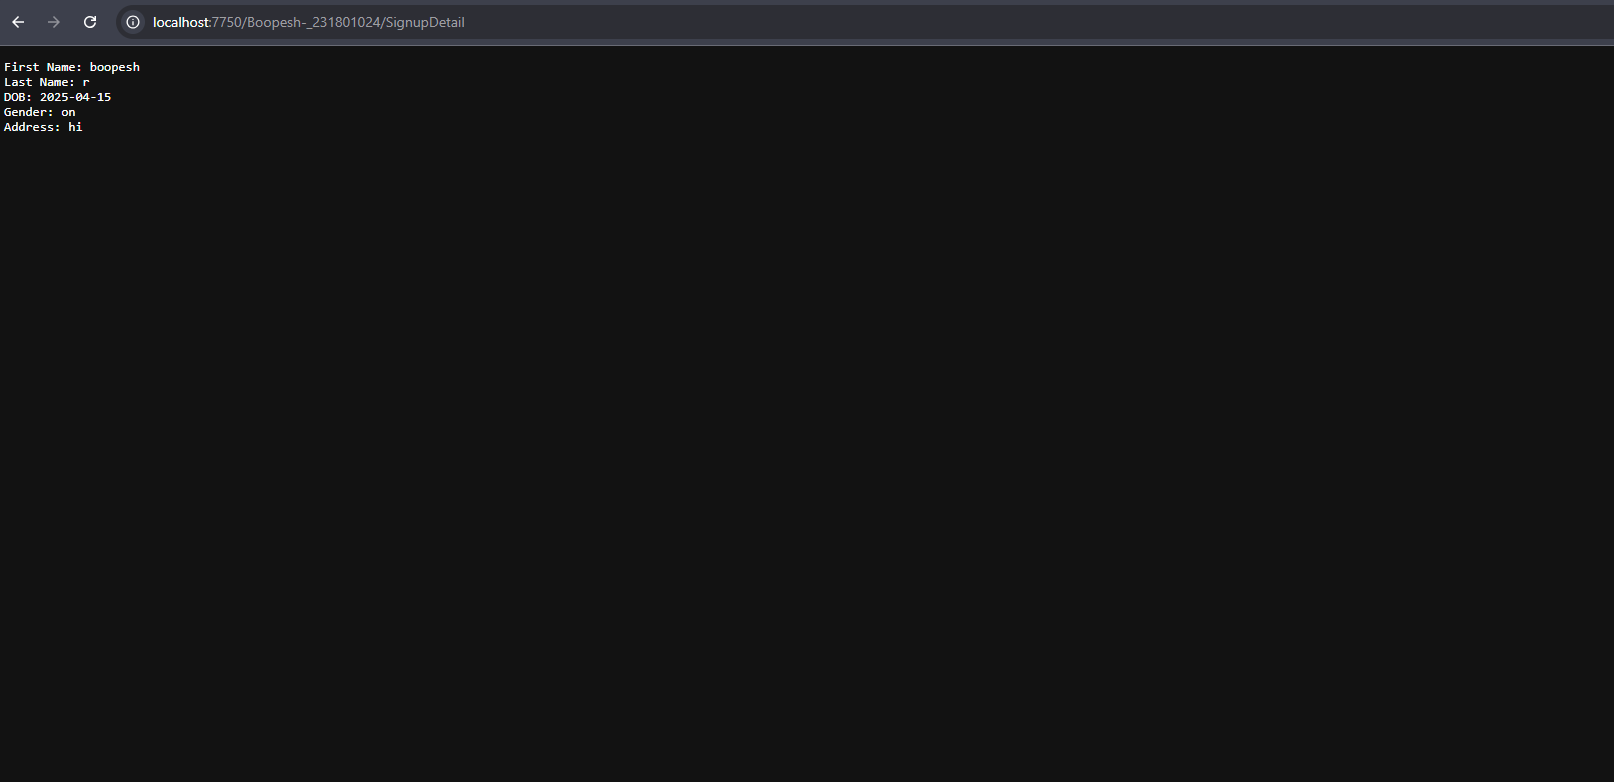 localhost:7750/Boopesh-_231801024/SignupDetail
First Name: boopesh
Last Name: r
DOB: 2025-04-15
Gender: on
Address: hi